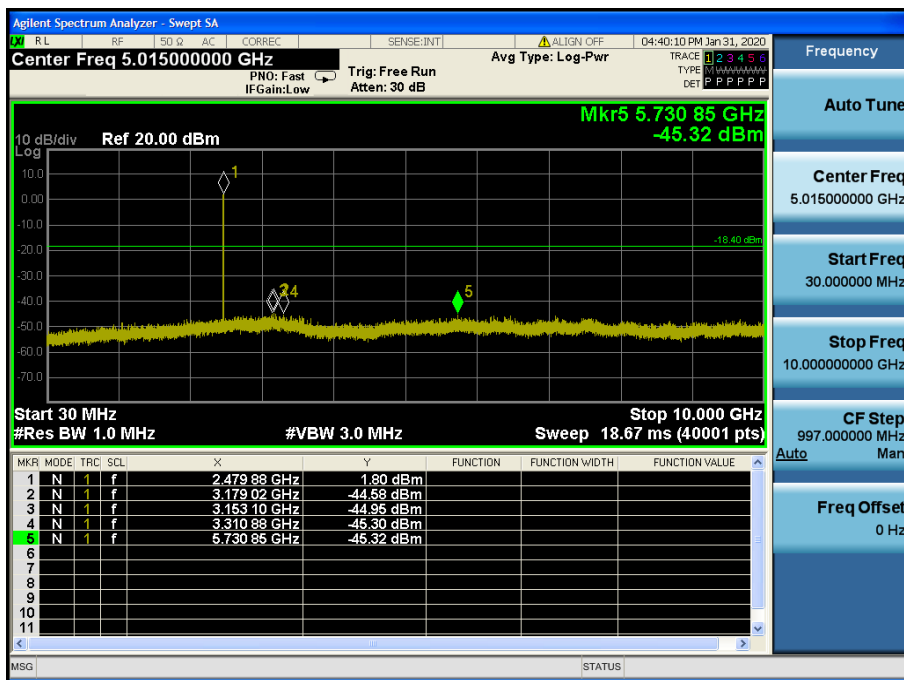 Agilent Spectrum Analyzer - Swept SA
LXI RL RF 50 Ω AC CORREC SENSE:INT ALIGN OFF 04:40:10 PM Jan 31, 2020
Center Freq 5.015000000 GHz
PNO: Fast
IFGain:Low
Trig: Free Run
Atten: 30 dB
Avg Type: Log-Pwr
TRACE 1 2 3 4 5 6
TYPE M WWWWW
DET P P P P P P
Mkr5 5.730 85 GHz
-45.32 dBm
10 dB/div Ref 20.00 dBm
Log
10.0
0.00
-10.0
-20.0
-30.0
-40.0
-50.0
-60.0
-70.0
1
-18.40 dBm
2 4
5
Start 30 MHz Stop 10.000 GHz
#Res BW 1.0 MHz #VBW 3.0 MHz Sweep 18.67 ms (40001 pts)
MKR MODE TRC SCL X Y FUNCTION FUNCTION WIDTH FUNCTION VALUE
1 N 1 f 2.479 88 GHz 1.80 dBm
2 N 1 f 3.179 02 GHz -44.58 dBm
3 N 1 f 3.153 10 GHz -44.95 dBm
4 N 1 f 3.310 88 GHz -45.30 dBm
5 N 1 f 5.730 85 GHz -45.32 dBm
6
7
8
9
10
11
MSG STATUS
Frequency
Auto Tune
Center Freq
5.015000000 GHz
Start Freq
30.000000 MHz
Stop Freq
10.000000000 GHz
CF Step
997.000000 MHz
Auto Man
Freq Offset
0 Hz